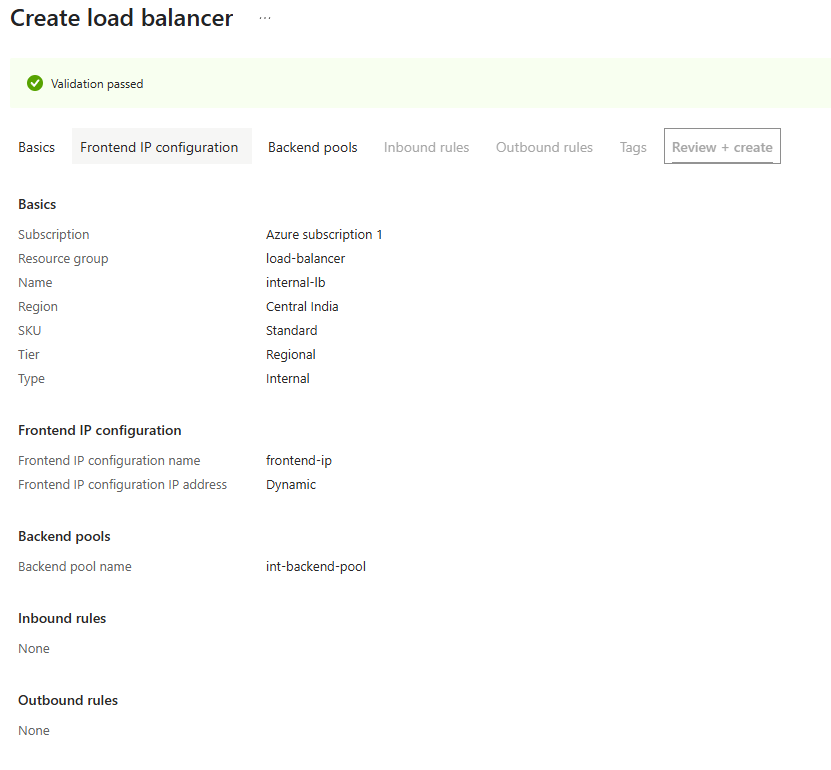 Create load balancer ...
Validation passed
Basics Frontend IP configuration Backend pools Inbound rules Outbound rules Tags Review + create
Basics
Subscription Azure subscription 1
Resource group load-balancer
Name internal-lb
Region Central India
SKU Standard
Tier Regional
Type Internal
Frontend IP configuration
Frontend IP configuration name frontend-ip
Frontend IP configuration IP address Dynamic
Backend pools
Backend pool name int-backend-pool
Inbound rules
None
Outbound rules
None